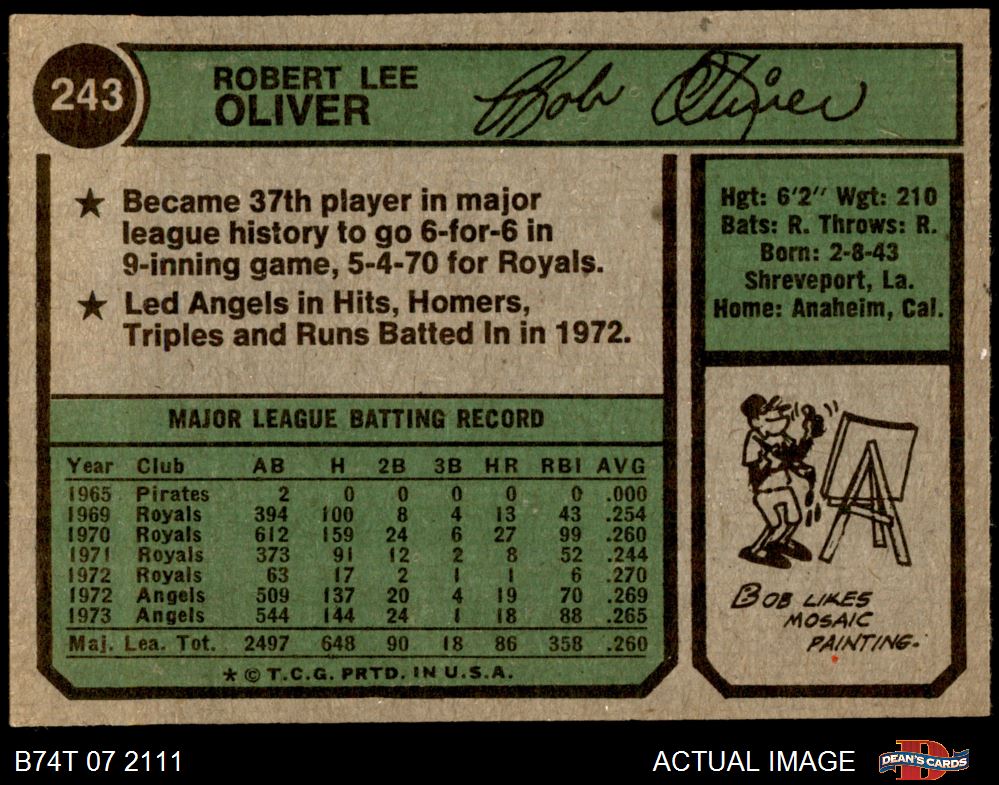 243
ROBERT LEE
OLIVER
Bob Oliver
★ Became 37th player in major
league history to go 6-for-6 in
9-inning game, 5-4-70 for Royals.
★ Led Angels in Hits, Homers,
Triples and Runs Batted In in 1972.
Hgt: 6'2" Wgt: 210
Bats: R. Throws: R.
Born: 2-8-43
Shreveport, La.
Home: Anaheim, Cal.
MAJOR LEAGUE BATTING RECORD
Year Club AB H 2B 3B HR RBI AVG
1965 Pirates 2 0 0 0 0 0 .000
1969 Royals 394 100 8 4 13 43 .254
1970 Royals 612 159 24 6 27 99 .260
1971 Royals 373 91 12 2 8 52 .244
1972 Royals 63 17 2 1 1 6 .270
1972 Angels 509 137 20 4 19 70 .269
1973 Angels 544 144 24 1 18 88 .265
Maj. Lea. Tot. 2497 648 90 18 86 358 .260
★ © T.C.G. PRTD. IN U.S.A.
BOB LIKES
MOSAIC
PAINTING.
B74T 07 2111
ACTUAL IMAGE
D
DEAN'S CARDS